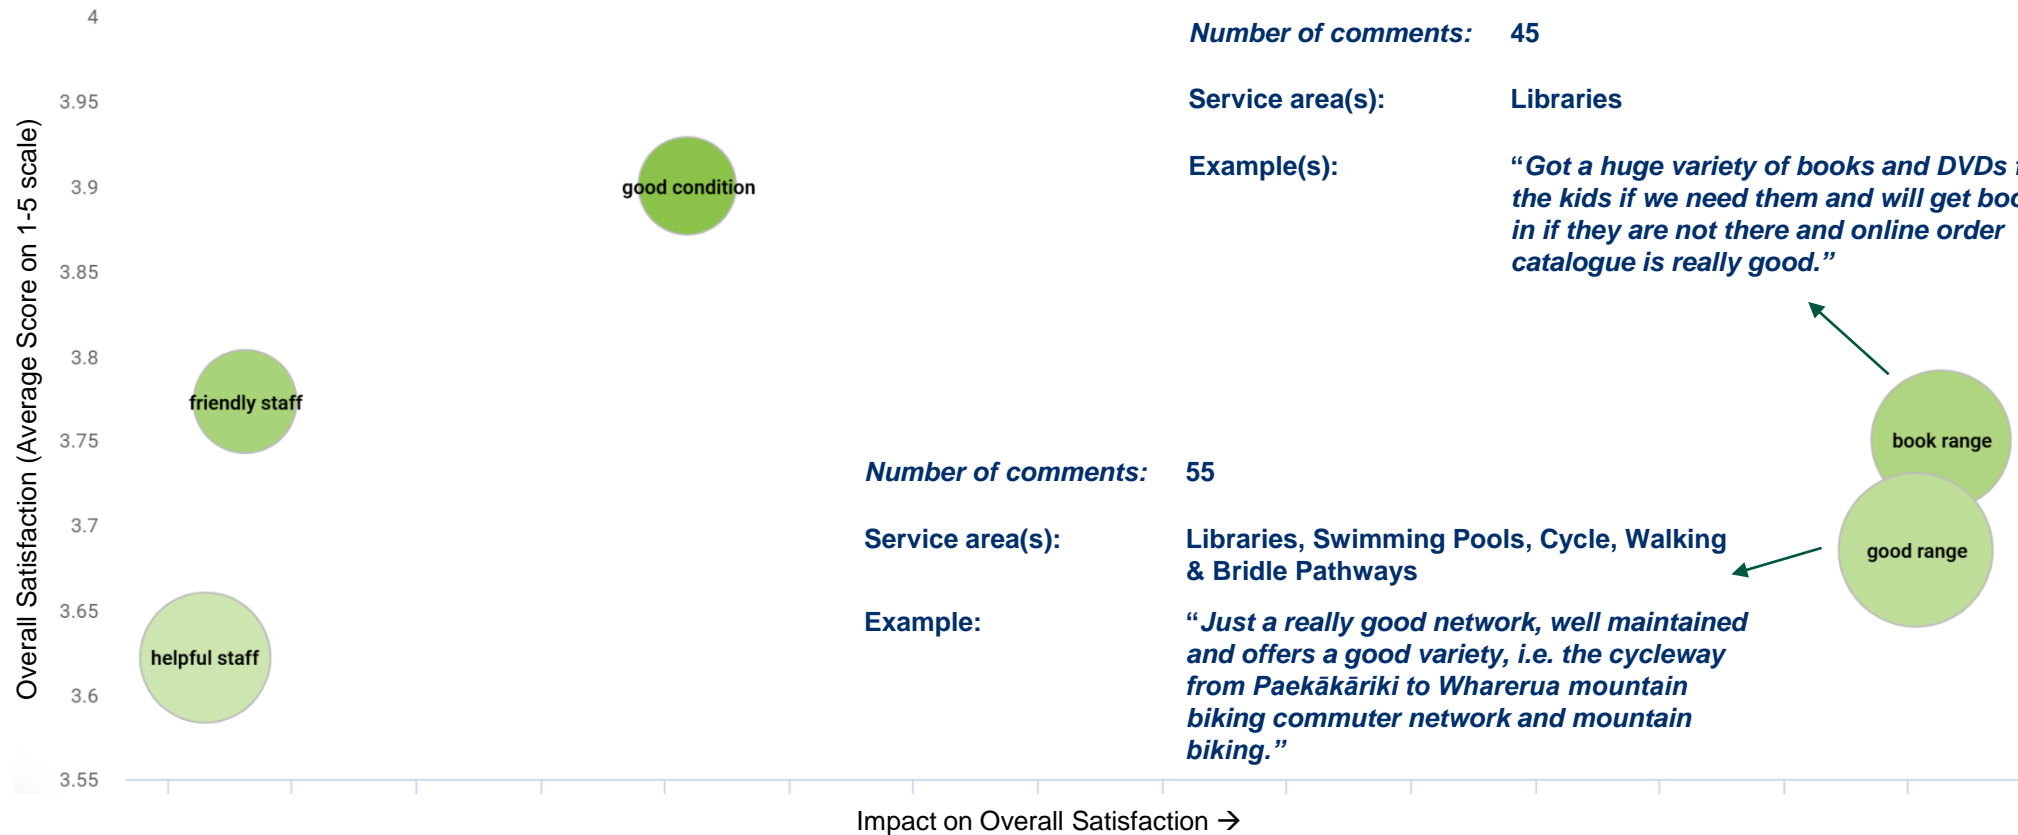 4
3.95
3.9
3.85
3.8
3.75
3.7
3.65
3.6
3.55
Overall Satisfaction (Average Score on 1-5 scale)
good condition
friendly staff
helpful staff
book range
good range
Number of comments: 45
Service area(s): Libraries
Example(s): “Got a huge variety of books and DVDs
the kids if we need them and will get
in if they are not there and online order
catalogue is really good.”
Number of comments: 55
Service area(s): Libraries, Swimming Pools, Cycle, Walking
& Bridle Pathways
Example: “Just a really good network, well maintained
and offers a good variety, i.e. the cycleway
from Paekākāriki to Wharerua mountain
biking commuter network and mountain
biking.”
Impact on Overall Satisfaction →